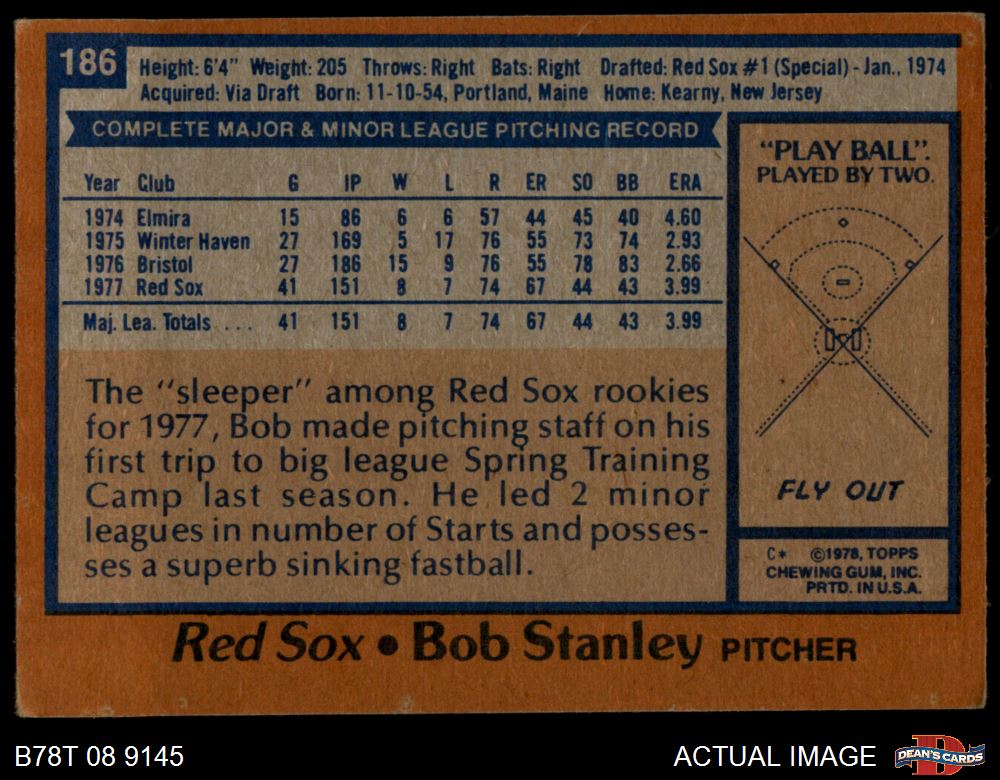 186
Height: 6'4" Weight: 205 Throws: Right Bats: Right Drafted: Red Sox #1 (Special) - Jan., 1974
Acquired: Via Draft Born: 11-10-54, Portland, Maine Home: Kearny, New Jersey
COMPLETE MAJOR & MINOR LEAGUE PITCHING RECORD
Year Club G IP W L R ER SO BB ERA
1974 Elmira 15 86 6 6 57 44 45 40 4.60
1975 Winter Haven 27 169 5 17 76 55 73 74 2.93
1976 Bristol 27 186 15 9 76 55 78 83 2.66
1977 Red Sox 41 151 8 7 74 67 44 43 3.99
Maj. Lea. Totals . . . 41 151 8 7 74 67 44 43 3.99
The "sleeper" among Red Sox rookies
for 1977, Bob made pitching staff on his
first trip to big league Spring Training
Camp last season. He led 2 minor
leagues in number of Starts and posses-
ses a superb sinking fastball.
"PLAY BALL".
PLAYED BY TWO.
FLY OUT
C* ©1978, TOPPS
CHEWING GUM, INC.
PRTD. IN U.S.A.
Red Sox • Bob Stanley PITCHER
B78T 08 9145
ACTUAL IMAGE
DEAN'S CARDS